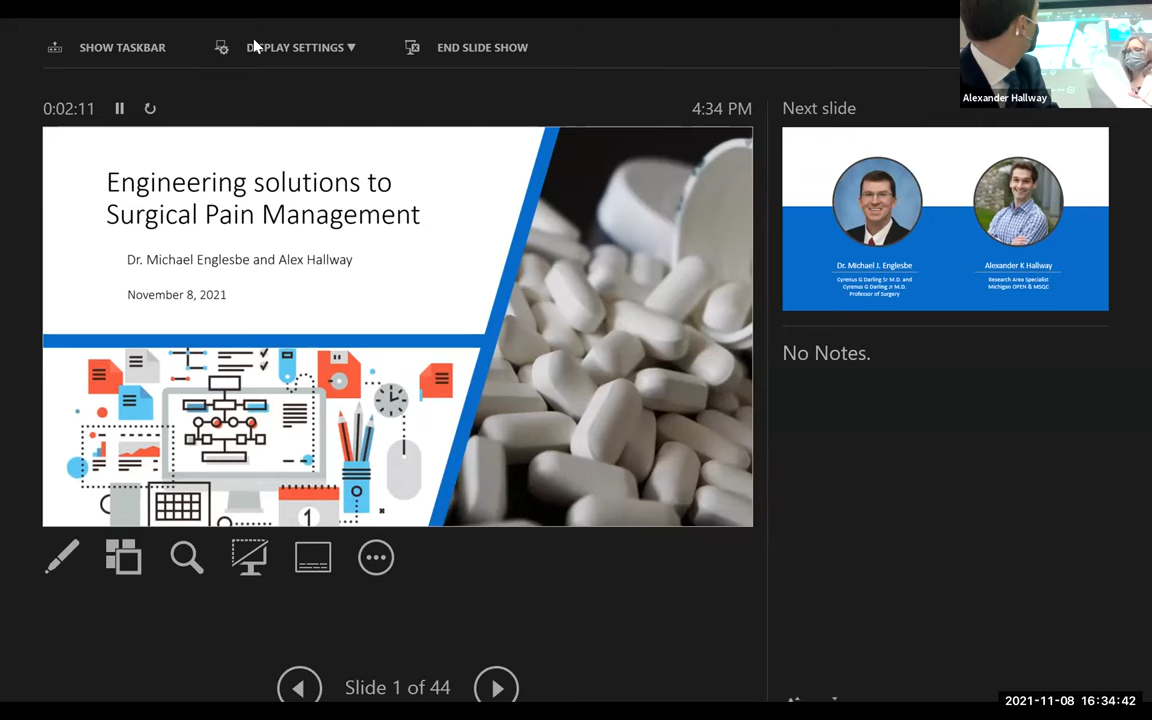 SHOW TASKBAR
DISPLAY SETTINGS ▼
END SLIDE SHOW
Alexander Hallway
0:02:11
4:34 PM
Next slide
Engineering solutions to
Surgical Pain Management
Dr. Michael Englesbe and Alex Hallway
November 8, 2021
1
Dr. Michael J. Englesbe
Cyrenus G Darling Sr M.D. and
Cyrenus G Darling Jr M.D.
Professor of Surgery
Alexander K Hallway
Research Area Specialist
Michigan OPEN & MSQC
No Notes.
Slide 1 of 44
2021-11-08 16:34:42